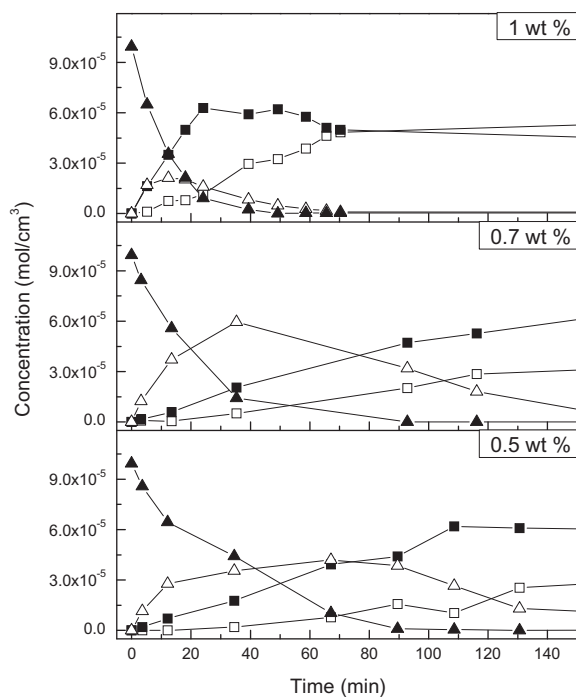 1 wt %
9.0x10⁻⁵
6.0x10⁻⁵
3.0x10⁻⁵
0.0
0.7 wt %
9.0x10⁻⁵
6.0x10⁻⁵
3.0x10⁻⁵
0.0
0.5 wt %
9.0x10⁻⁵
6.0x10⁻⁵
3.0x10⁻⁵
0.0
Concentration (mol/cm³)
0 20 40 60 80 100 120 140
Time (min)